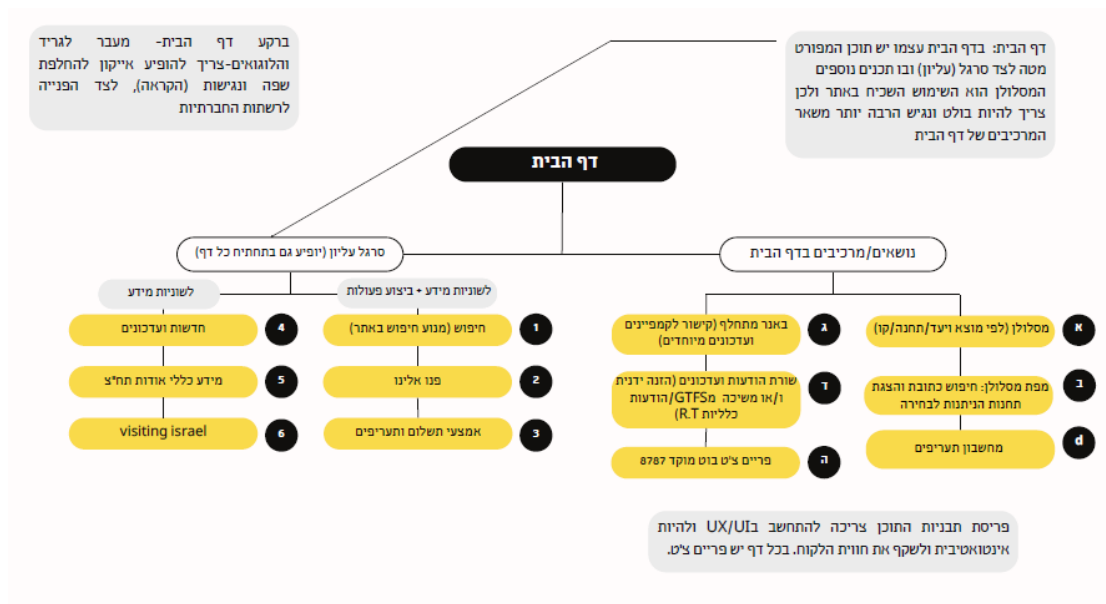 דף הבית: בדף הבית עצמו יש תוכן המפורט
מטה לצד סרגל (עליון) ובו תכנים נוספים
המסלולן הוא השימוש השכיח באתר ולכן
צריך להיות בולט ונגיש הרבה יותר משאר
המרכיבים של דף הבית
ברקע דף הבית- מעבר לגריד
והלוגואים-צריך להופיע אייקון להחלפת
שפה ונגישות (הקראה), לצד הפנייה
לרשתות החברתיות
דף הבית
נושאים/מרכיבים בדף הבית
סרגל עליון (יופיע גם בתחתיח כל דף)
א
מסלולן (לפי מוצא ויעד/תחנה/קו)
ב
מפת מסלולן: חיפוש כתובת והצגת
תחנות הניתנות לבחירה
d
מחשבון תעריפים
ג
באנר מתחלף (קישור לקמפיינים
ועדכונים מיוחדים)
ד
שורת הודעות ועדכונים (הזנה ידנית
ו/או משיכה מGTFS/הודעות
כלליות R.T)
ה
פריים צ'ט בוט מוקד 8787
לשוניות מידע + ביצוע פעולות
1
חיפוש (מנוע חיפוש באתר)
2
פנו אלינו
3
אמצעי תשלום ותעריפים
לשוניות מידע
4
חדשות ועדכונים
5
מידע כללי אודות תח"צ
6
visiting israel
פריסת תבניות התוכן צריכה להתחשב בUX/UI ולהיות
אינטואטיבית ולשקף את חווית הלקוח. בכל דף יש פריים צ'ט.